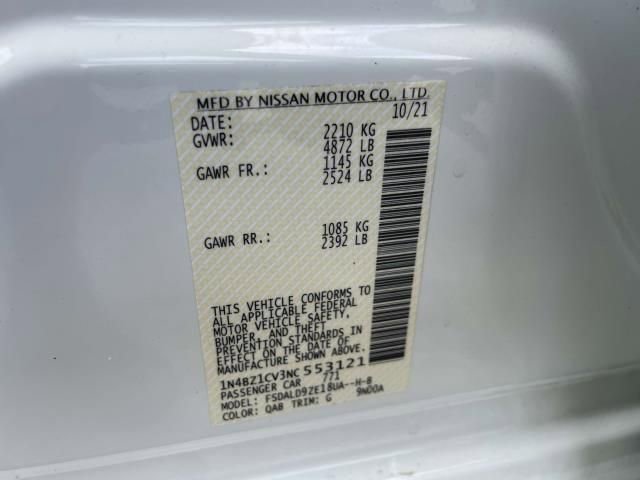 MFD BY NISSAN MOTOR CO., LTD.
DATE: 10/21
GVWR: 2210 KG
4872 LB
GAWR FR.: 1145 KG
2524 LB
GAWR RR.: 1085 KG
2392 LB
THIS VEHICLE CONFORMS TO
ALL APPLICABLE FEDERAL
MOTOR VEHICLE SAFETY,
BUMPER, AND THEFT
PREVENTION STANDARDS IN
EFFECT ON THE DATE OF
MANUFACTURE SHOWN ABOVE.
1N4BZ1CV3NC 553121
PASSENGER CAR 771
MODEL: FSDALD9ZE18UA--H-B
COLOR: QAB TRIM: G 9N00A